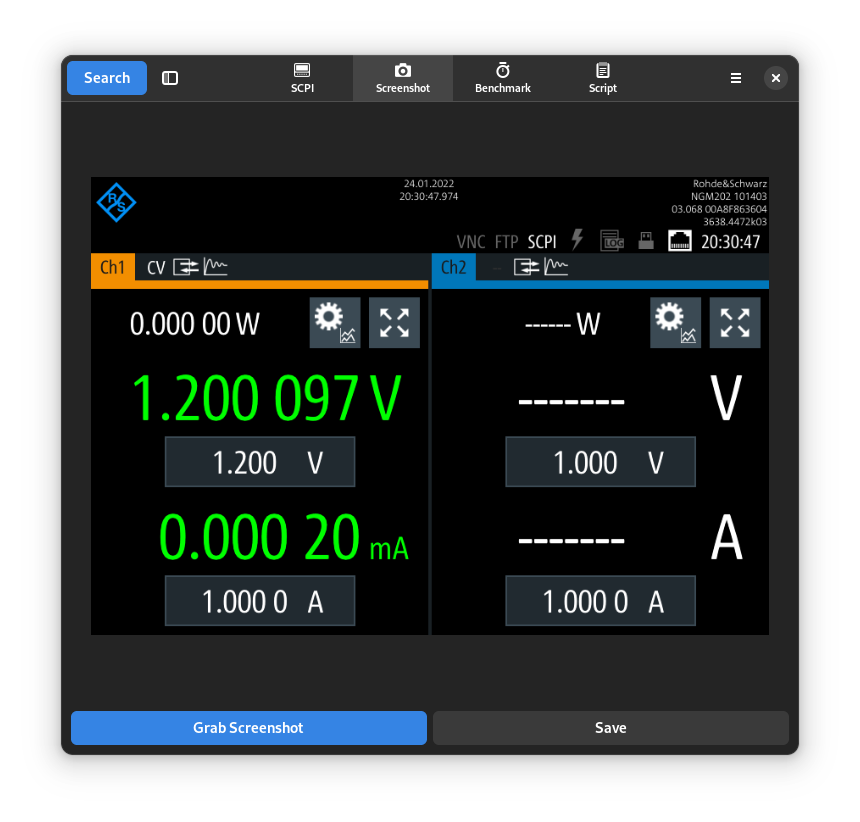 Search
SCPI
Screenshot
Benchmark
Script
R&S
24.01.2022
20:30:47.974
Rohde&Schwarz
NGM202 101403
03.068 00A8F863604
3638.4472k03
VNC FTP SCPI LOG 20:30:47
Ch1 CV
Ch2 --
0.000 00 W
------ W
1.200 097 V
------- V
1.200 V
1.000 V
0.000 20 mA
------- A
1.000 0 A
1.000 0 A
Grab Screenshot
Save